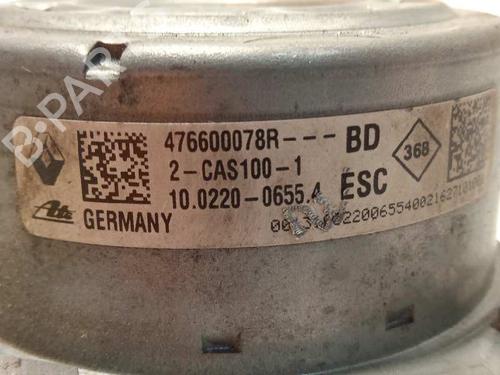 B-PARTS
476600078R--- BD
2-CAS100-1
368
10.0220-0655.4 ESC
Ate GERMANY